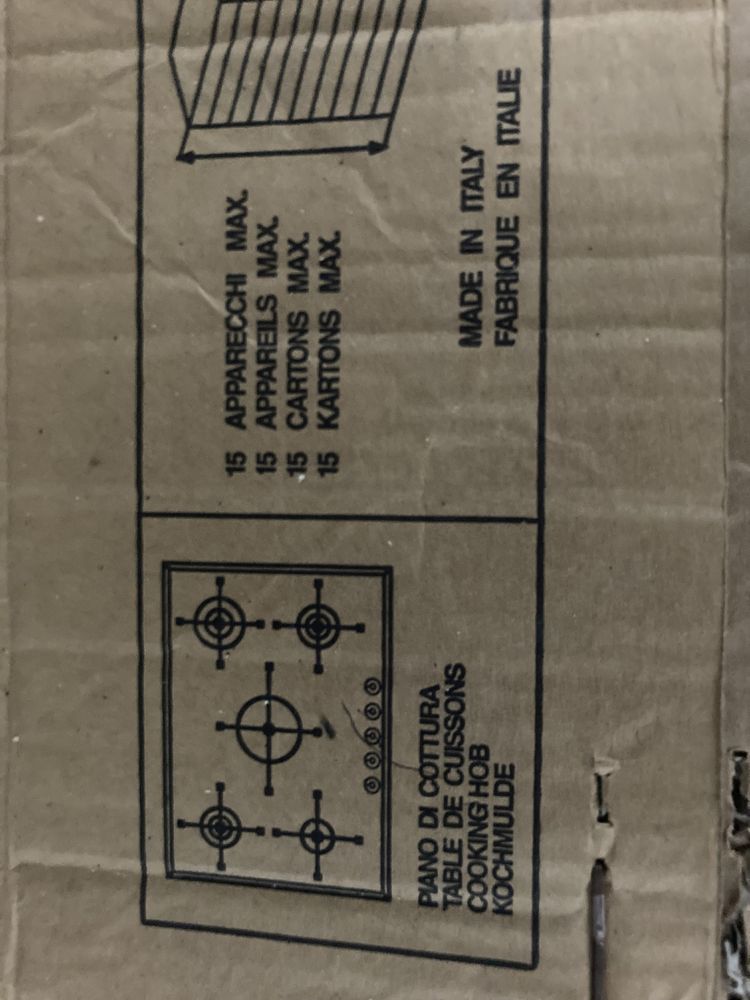 15 APPARECCHI MAX.
15 APPAREILS MAX.
15 CARTONS MAX.
15 KARTONS MAX.
MADE IN ITALY
FABRIQUE EN ITALIE
PIANO DI COTTURA
TABLE DE CUISSONS
COOKING HOB
KOCHMULDE